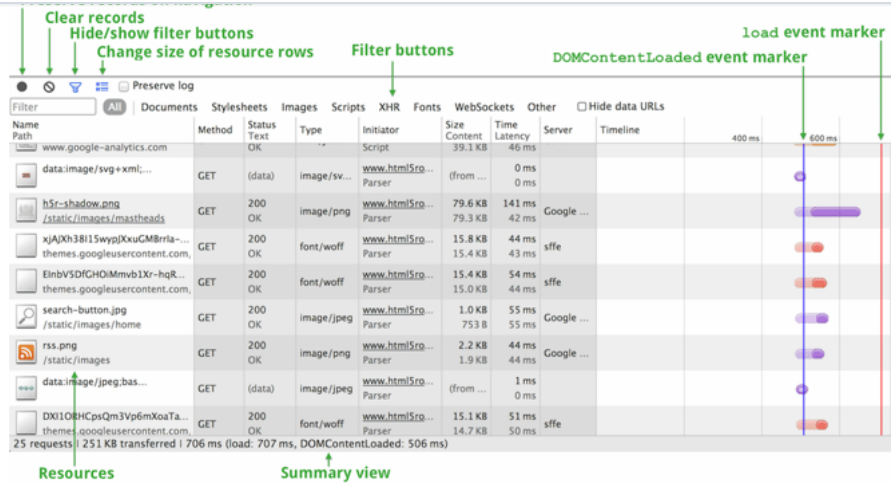 Preserve records on navigation
Clear records
Hide/show filter buttons
Change size of resource rows
Filter buttons
load event marker
DOMContentLoaded event marker
Preserve log
Filter All Documents Stylesheets Images Scripts XHR Fonts WebSockets Other Hide data URLs
Name Method Status Type Initiator Size Time Server Timeline
Path Text Content Latency 400 ms 600 ms
www.google-analytics.com OK Script 39.1 KB 46 ms
data:image/svg+xml;... GET (data) image/sv... www.html5ro... (from ... 0 ms
Parser 0 ms
h5r-shadow.png GET 200 image/png www.html5ro... 79.6 KB 141 ms Google ...
/static/images/mastheads OK Parser 79.3 KB 42 ms
GET 200 font/woff www.html5ro... 15.8 KB 44 ms sffe
themes.googleusercontent.com, OK Parser 15.4 KB 43 ms
GET 200 font/woff www.html5ro... 15.4 KB 54 ms sffe
themes.googleusercontent.com, OK Parser 15.0 KB 44 ms
search-button.jpg GET 200 image/jpeg www.html5ro... 1.0 KB 55 ms Google ...
/static/images/home OK Parser 753 B 55 ms
rss.png GET 200 image/png www.html5ro... 2.2 KB 44 ms Google ...
/static/images OK Parser 1.9 KB 44 ms
data:image/jpeg;bas... GET (data) image/jpeg www.html5ro... (from ... 1 ms
Parser 0 ms
GET 200 font/woff www.html5ro... 15.1 KB 51 ms sffe
themes.googleusercontent.com, OK Parser 14.7 KB 50 ms
25 requests | 251 KB transferred | 706 ms (load: 707 ms, DOMContentLoaded: 506 ms)
Resources
Summary view